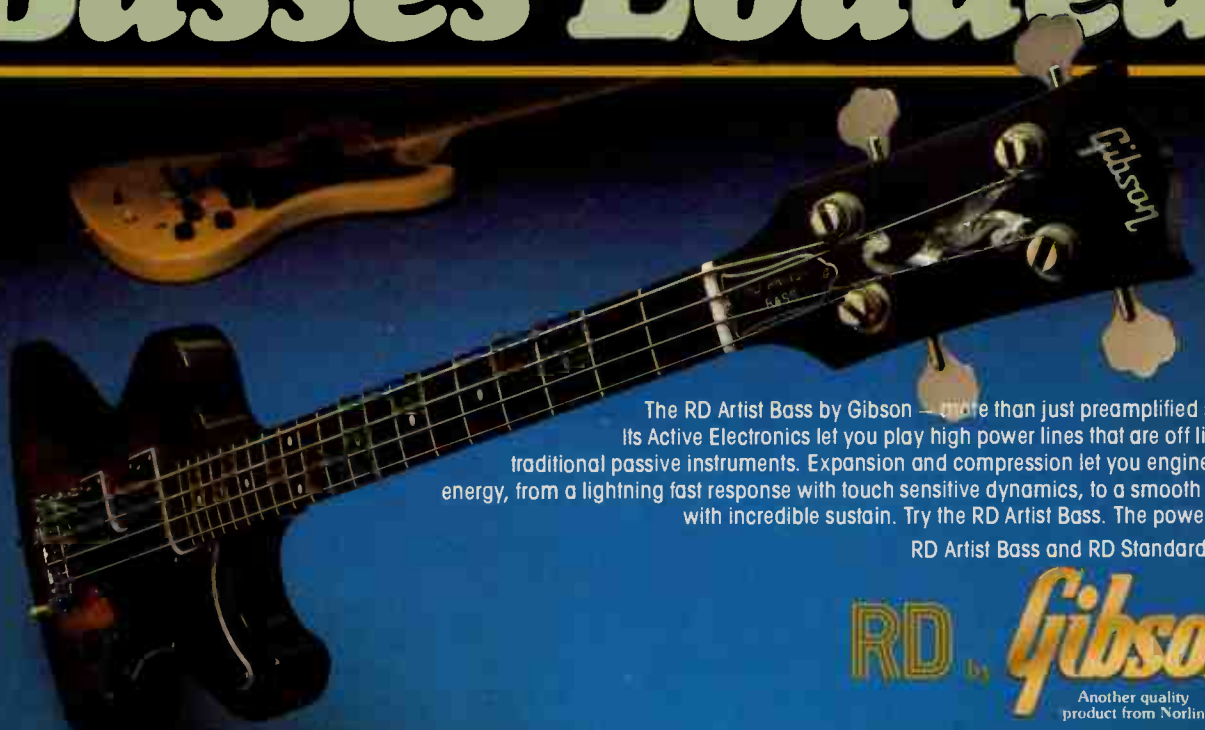 Basses Loaded
Gibson
BASS
The RD Artist Bass by Gibson – more than just preamplified
Its Active Electronics let you play high power lines that are off
traditional passive instruments. Expansion and compression let you
energy, from a lightning fast response with touch sensitive dynamics, to a smooth
with incredible sustain. Try the RD Artist Bass. The
RD Artist Bass and RD Standard
RD by Gibso
Another quality
product from Norlin